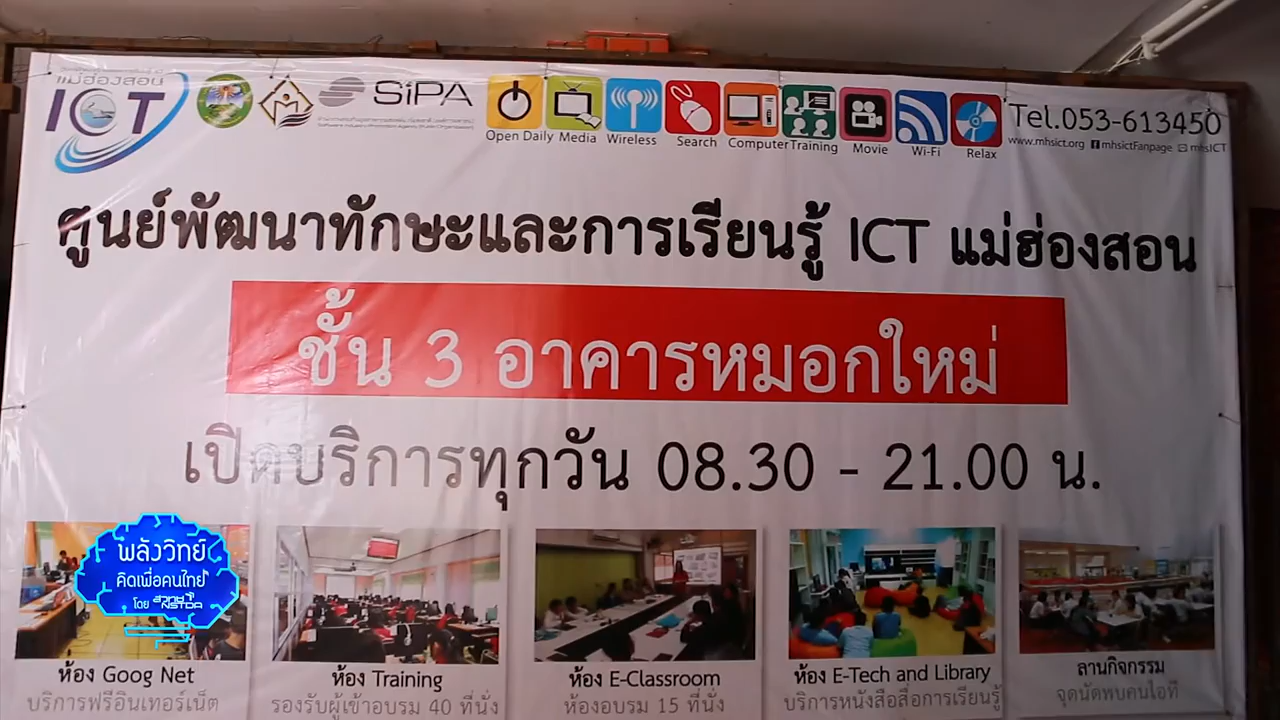 แม่ฮ่องสอน
ICT
SiPA
Open Daily Media Wireless Search Computer Training Movie Wi-Fi Relax
Tel.053-613450
www.mhsict.org mhsictFanpage mhsICT
ศูนย์พัฒนาทักษะและการเรียนรู้ ICT แม่ฮ่องสอน
ชั้น 3 อาคารหมอกใหม่
เปิดบริการทุกวัน 08.30 - 21.00 น.
พลังวิทย์
คิดเพื่อคนไทย
โดย สวทช NSTDA
ห้อง Goog Net
บริการฟรีอินเทอร์เน็ต
ห้อง Training
รองรับผู้เข้าอบรม 40 ที่นั่ง
ห้อง E-Classroom
ห้องอบรม 15 ที่นั่ง
ห้อง E-Tech and Library
บริการหนังสือสื่อการเรียนรู้
ลานกิจกรรม
จุดนัดพบคนไอที